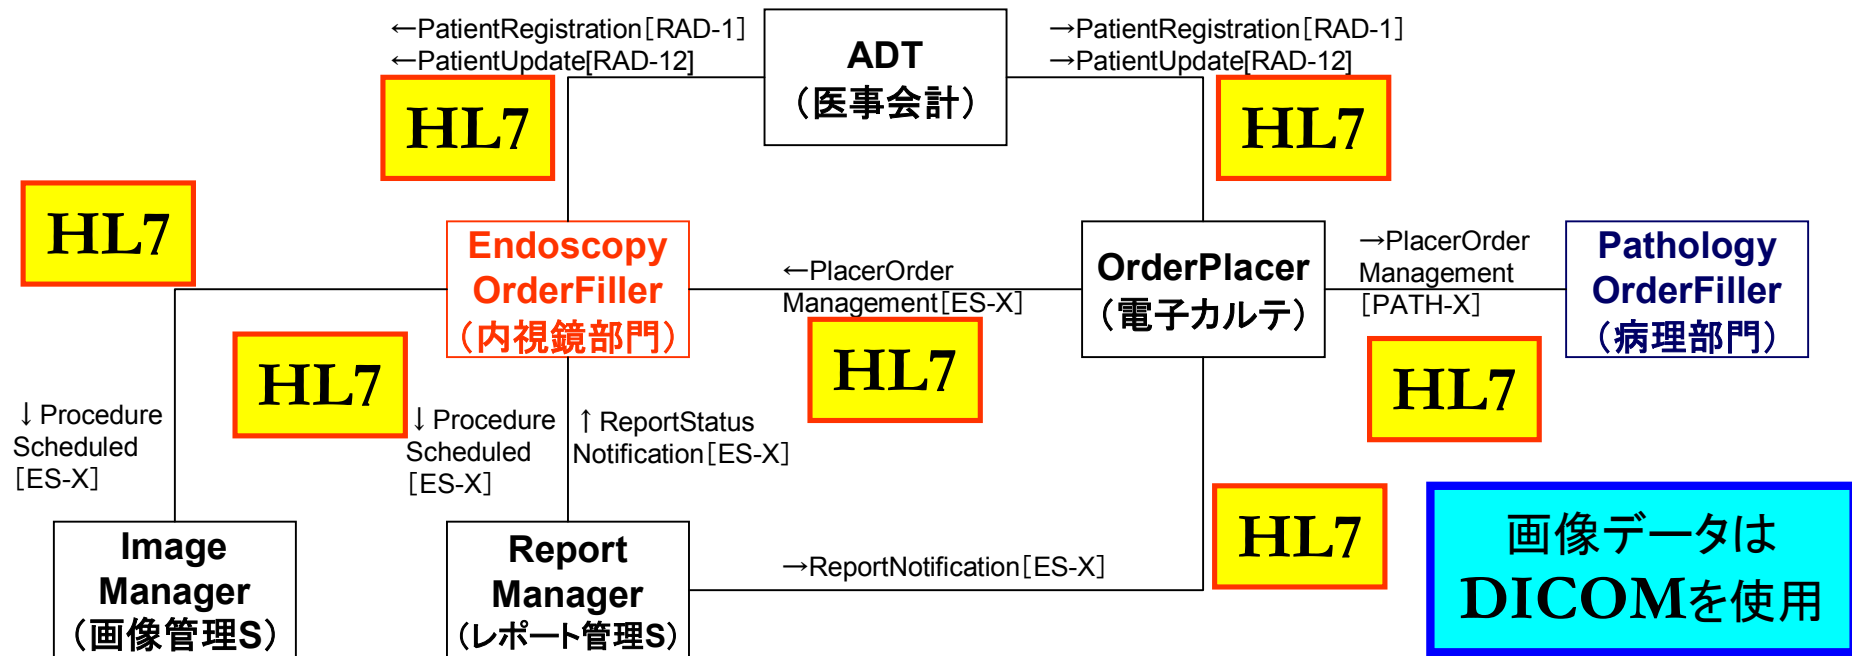 ←PatientRegistration[RAD-1]
←PatientUpdate[RAD-12]
ADT
（医事会計）
→PatientRegistration[RAD-1]
→PatientUpdate[RAD-12]
HL7
HL7
HL7
Endoscopy
OrderFiller
（内視鏡部門）
←PlacerOrder
Management[ES-X]
OrderPlacer
（電子カルテ）
→PlacerOrder
Management
[PATH-X]
Pathology
OrderFiller
（病理部門）
HL7
HL7
HL7
↓Procedure
Scheduled
[ES-X]
↓Procedure
Scheduled
[ES-X]
↑ReportStatus
Notification[ES-X]
Image
Manager
（画像管理S）
Report
Manager
（レポート管理S）
→ReportNotification[ES-X]
HL7
画像データは
DICOMを使用